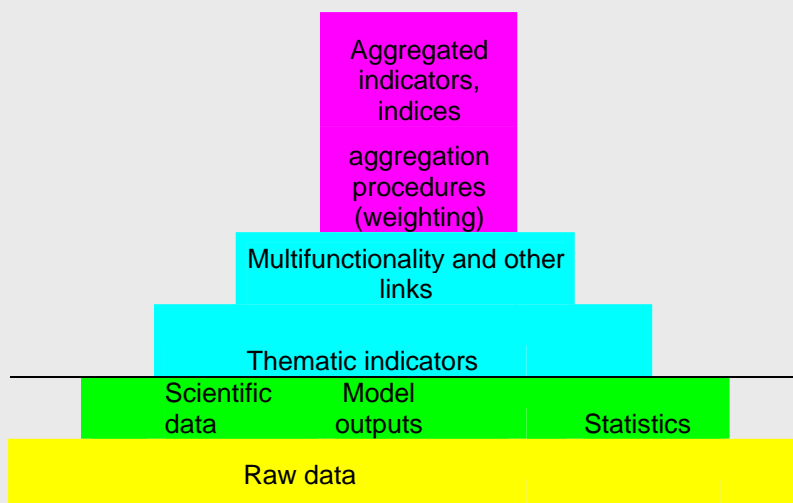 Aggregated
indicators,
indices
aggregation
procedures
(weighting)
Multifunctionality and other
links
Thematic indicators
Scientific Model
data outputs Statistics
Raw data